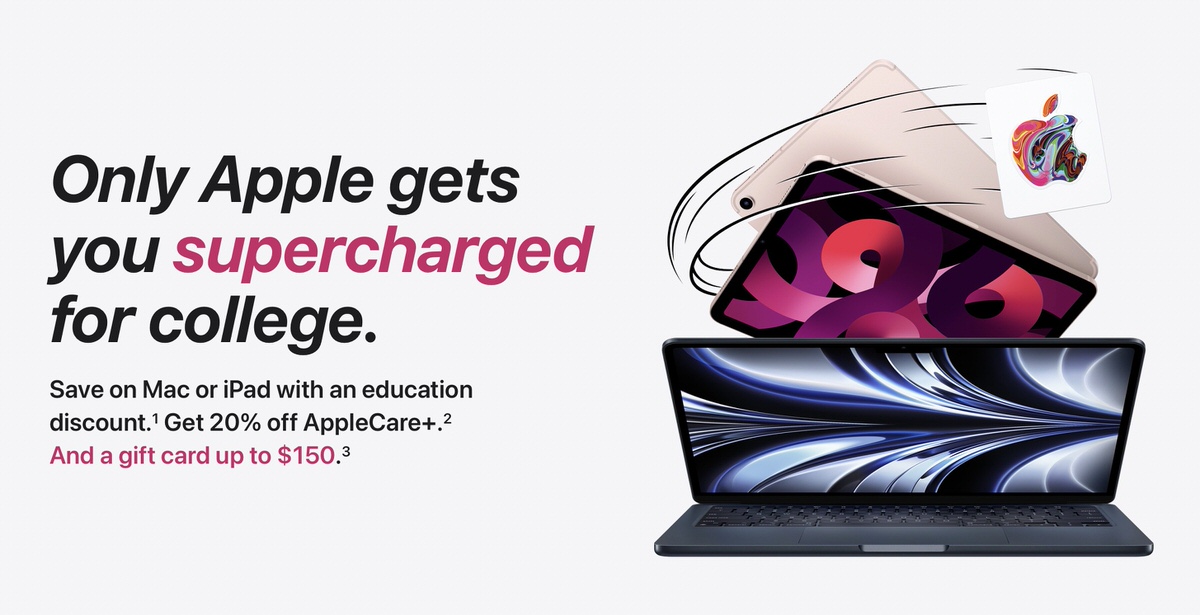 Only Apple gets
you supercharged
for college.
Save on Mac or iPad with an education
discount.¹ Get 20% off AppleCare+.²
And a gift card up to $150.³